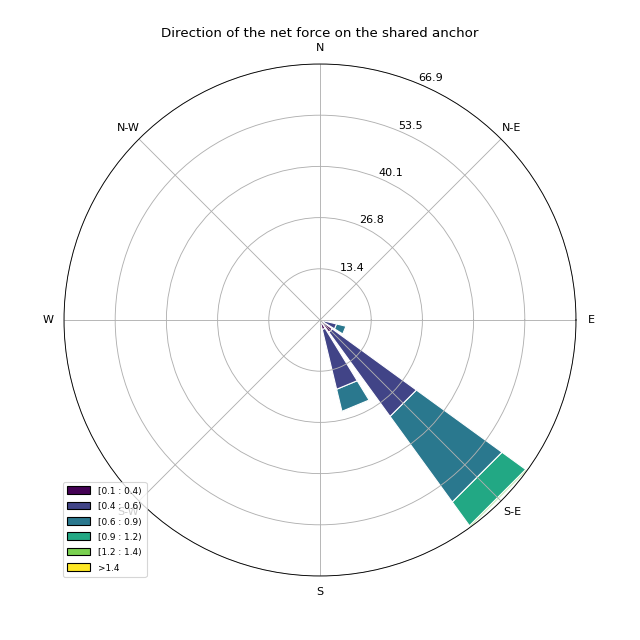 Direction of the net force on the shared anchor
N
66.9
N-W
53.5
N-E
40.1
26.8
13.4
W
E
[0.1 : 0.4)
[0.4 : 0.6)
[0.6 : 0.9)
[0.9 : 1.2)
[1.2 : 1.4)
>1.4
S-W
S-E
S